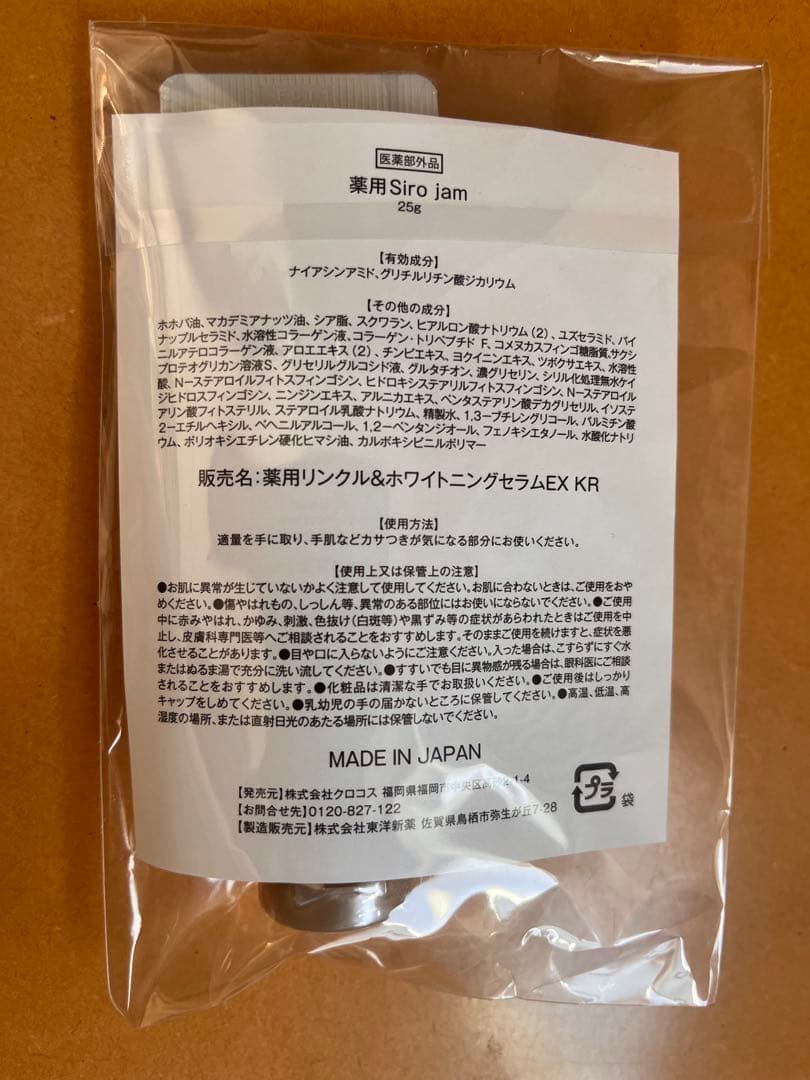 医薬部外品
薬用Siro jam
25g
【有効成分】
ナイアシンアミド、グリチルリチン酸ジカリウム
【その他の成分】
ホホバ油、マカデミアナッツ油、シア脂、スクワラン、ヒアルロン酸ナトリウム(2)、ユズセラミド、パイ
ナップルセラミド、水溶性コラーゲン液、コラーゲン・トリペプチド F、コメヌカスフィンゴ糖脂質、サクシ
ニルアテロコラーゲン液、アロエエキス(2)、チンピエキス、ヨクイニンエキス、ツボクサエキス、水溶性
プロテオグリカン溶液S、グリセリルグルコシド液、グルタチオン、濃グリセリン、シリル化処理無水ケイ
酸、N-ステアロイルフィトスフィンゴシン、ヒドロキシステアリルフィトスフィンゴシン、N-ステアロイル
ジヒドロスフィンゴシン、ニンジンエキス、アルニカエキス、ペンタステアリン酸デカグリセリル、イソステ
アリン酸フィトステリル、ステアロイル乳酸ナトリウム、精製水、1,3-ブチレングリコール、パルミチン酸
2-エチルヘキシル、ベヘニルアルコール、1,2-ペンタンジオール、フェノキシエタノール、水酸化ナトリ
ウム、ポリオキシエチレン硬化ヒマシ油、カルボキシビニルポリマー
販売名:薬用リンクル&ホワイトニングセラムEX KR
【使用方法】
適量を手に取り、手肌などカサつきが気になる部分にお使いください。
【使用上又は保管上の注意】
●お肌に異常が生じていないかよく注意して使用してください。お肌に合わないときは、ご使用をおや
めください。●傷やはれもの、しっしん等、異常のある部位にはお使いにならないでください。●ご使用
中に赤みやはれ、かゆみ、刺激、色抜け(白斑等)や黒ずみ等の症状があらわれたときはご使用を中
止し、皮膚科専門医等へご相談されることをおすすめします。そのままご使用を続けますと、症状を悪
化させることがあります。●目や口に入らないようにご注意ください。入った場合は、こすらずにすぐ水
またはぬるま湯で充分に洗い流してください。●すすいでも目に異物感が残る場合は、眼科医にご相談
されることをおすすめします。●化粧品は清潔な手でお取扱いください。●ご使用後はしっかり
キャップをしめてください。●乳幼児の手の届かないところに保管してください。●高温、低温、高
湿度の場所、または直射日光のあたる場所には保管しないでください。
MADE IN JAPAN
【発売元】株式会社クロコス 福岡県福岡市中央区高砂2-1-4
【お問合せ先】0120-827-122
【製造販売元】株式会社東洋新薬 佐賀県鳥栖市弥生が丘7-28
プラ
袋